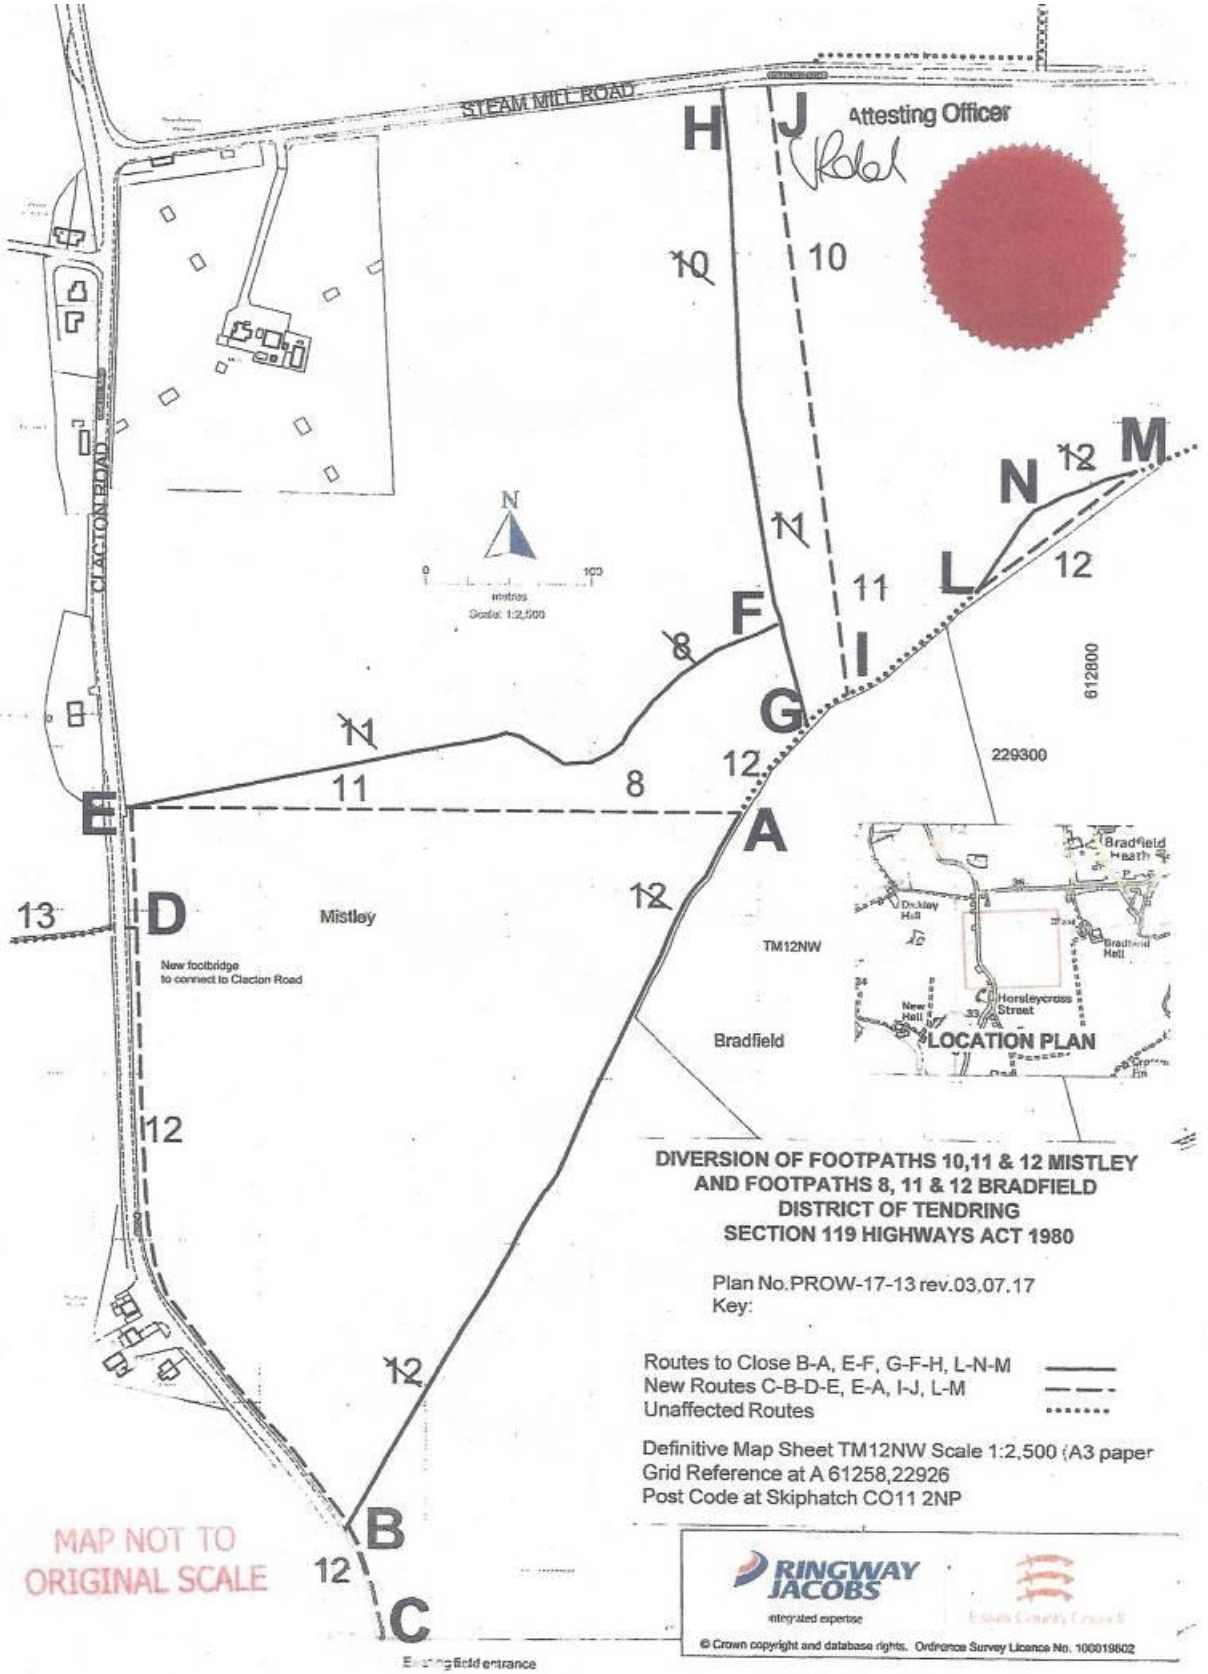 STEAM MILL ROAD
H
J
Attesting Officer
10
10
CLACTON ROAD
N
0
100
metres
Scale: 1:2,500
M
12
N
11
L
12
11
F
I
8
612800
G
11
12
229300
11
8
E
A
12
13
D
Mistley
New footbridge
to connect to Clacton Road
TM12NW
Bradfield
Bradfield
Heath
36
Dickley
Hall
Bradfield
Hall
34
New
Hall
33
Horsleycross
Street
LOCATION PLAN
12
DIVERSION OF FOOTPATHS 10,11 & 12 MISTLEY
AND FOOTPATHS 8, 11 & 12 BRADFIELD
DISTRICT OF TENDRING
SECTION 119 HIGHWAYS ACT 1980
Plan No.PROW-17-13 rev.03.07.17
Key:
12
Routes to Close B-A, E-F, G-F-H, L-N-M
New Routes C-B-D-E, E-A, I-J, L-M
Unaffected Routes
Definitive Map Sheet TM12NW Scale 1:2,500 (A3 paper
Grid Reference at A 61258,22926
Post Code at Skiphatch CO11 2NP
B
MAP NOT TO
ORIGINAL SCALE
12
C
Existing field entrance
RINGWAY
JACOBS
integrated expertise
Essex County Council
© Crown copyright and database rights. Ordnance Survey Licence No. 100019602